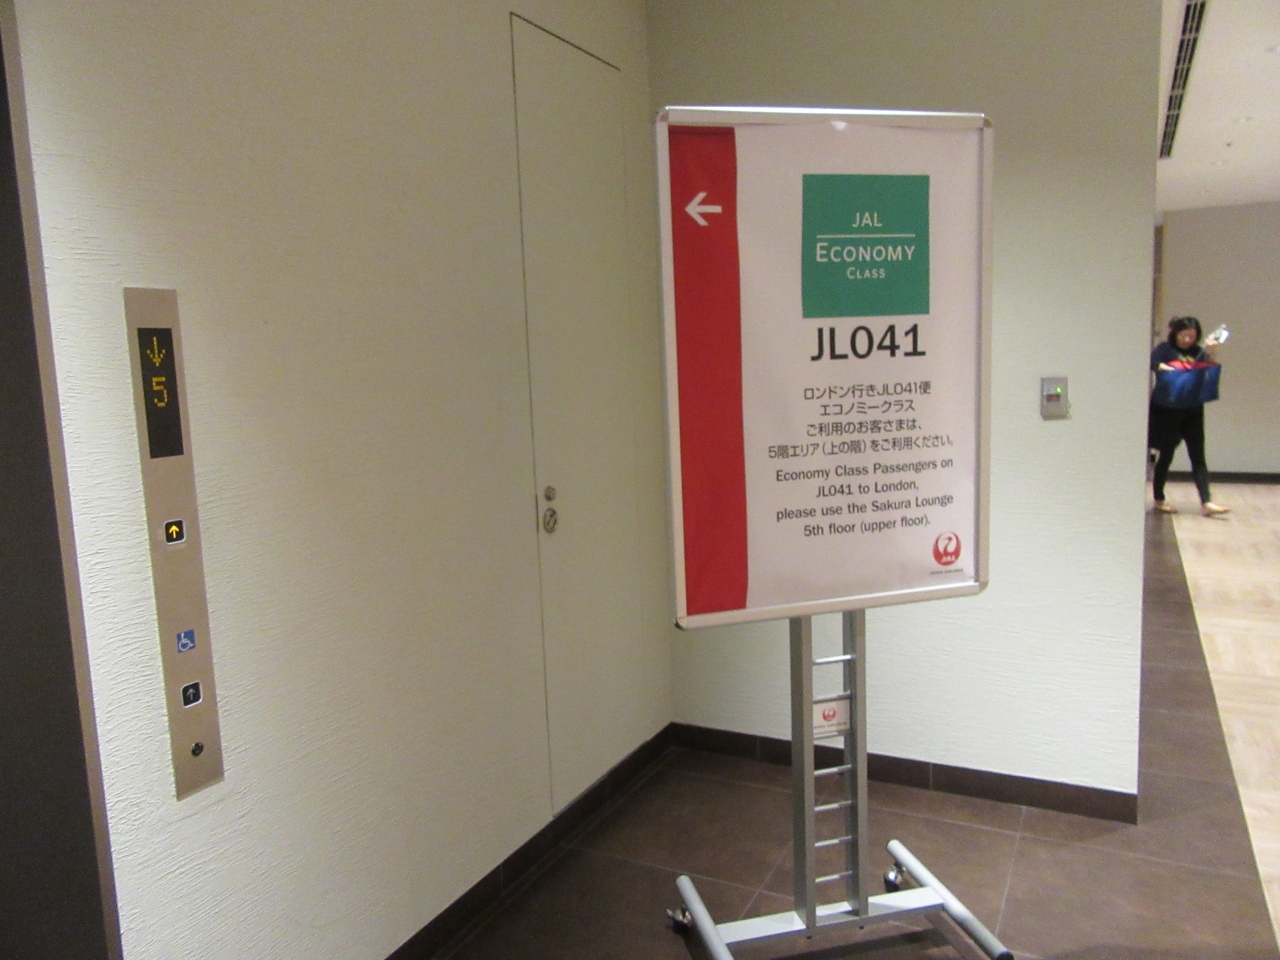 5
JAL
ECONOMY
CLASS
JL041
ロンドン行きJL041便
エコノミークラス
ご利用のお客さまは、
5階エリア（上の階）をご利用ください。
Economy Class Passengers on
JL041 to London,
please use the Sakura Lounge
5th floor (upper floor).
JAL